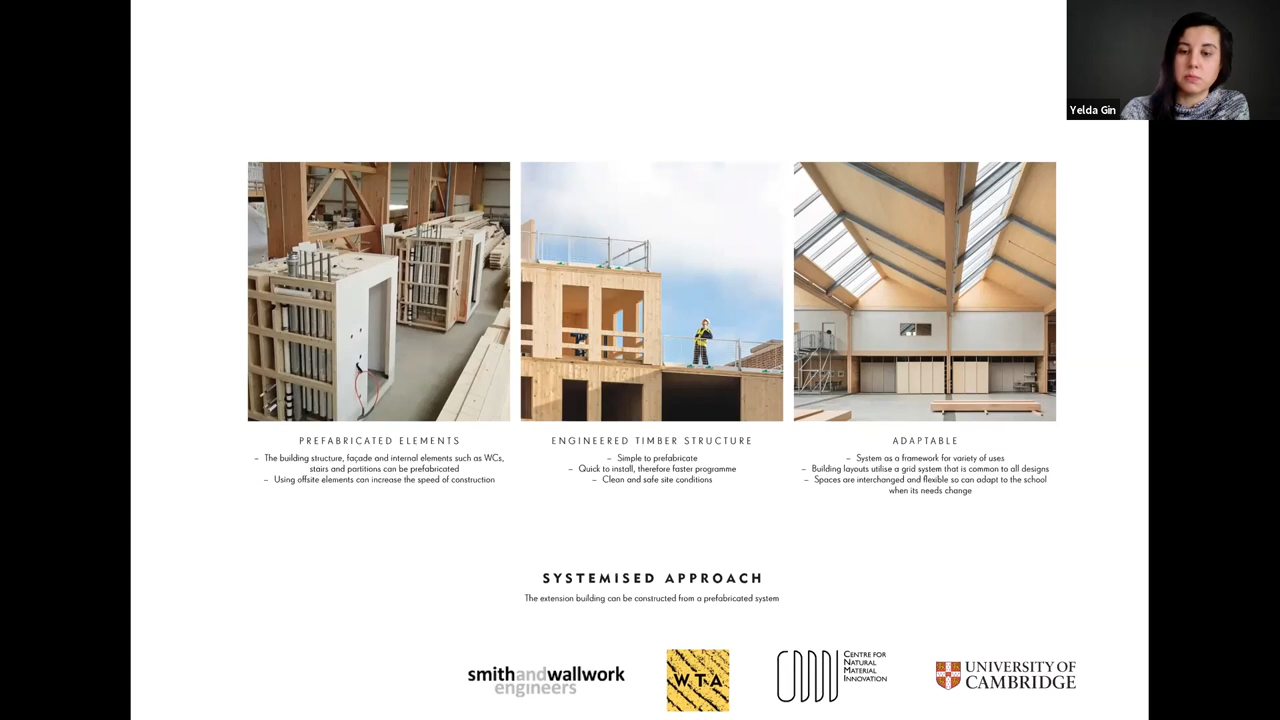 Yelda Gin
PREFABRICATED ELEMENTS
– The building structure, façade and internal elements such as WCs,
stairs and partitions can be prefabricated
– Using offsite elements can increase the speed of construction
ENGINEERED TIMBER STRUCTURE
– Simple to prefabricate
– Quick to install, therefore faster programme
– Clean and safe site conditions
ADAPTABLE
– System as a framework for variety of uses
– Building layouts utilise a grid system that is common to all designs
– Spaces are interchanged and flexible so can adapt to the school
when its needs change
SYSTEMISED APPROACH
The extension building can be constructed from a prefabricated system
smithandwallwork
engineers
W.T.A
CENTRE FOR
NATURAL
MATERIAL
INNOVATION
UNIVERSITY OF
CAMBRIDGE